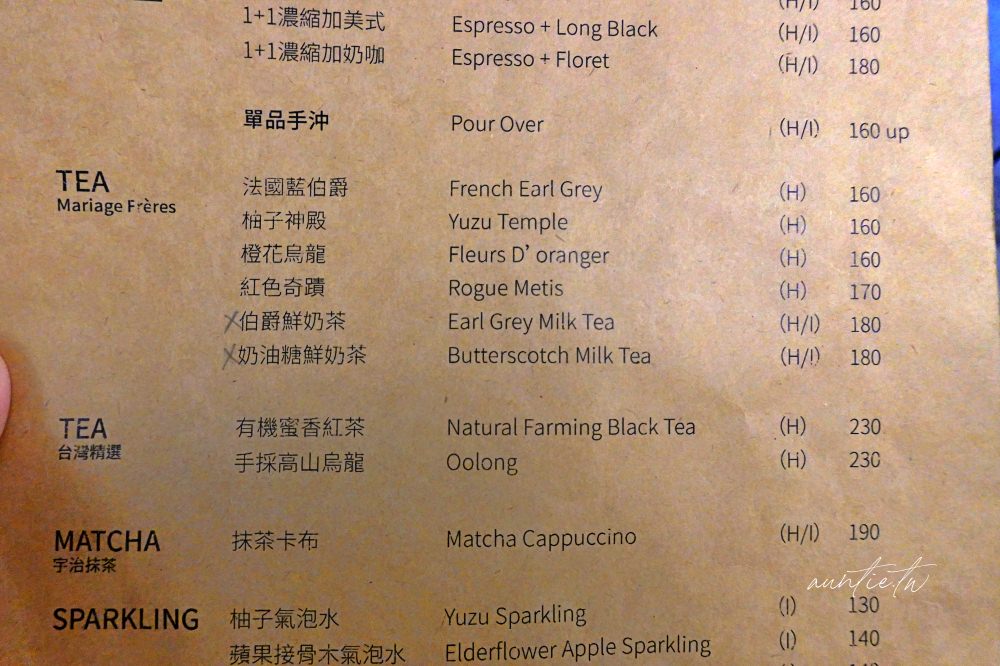 (H/I) 160
1+1濃縮加美式 Espresso + Long Black (H/I) 160
1+1濃縮加奶咖 Espresso + Floret (H/I) 180
單品手沖 Pour Over (H/I) 160 up
TEA
Mariage Frères
法國藍伯爵 French Earl Grey (H) 160
柚子神殿 Yuzu Temple (H) 160
橙花烏龍 Fleurs D’ oranger (H) 160
紅色奇蹟 Rogue Metis (H) 170
X伯爵鮮奶茶 Earl Grey Milk Tea (H/I) 180
X奶油糖鮮奶茶 Butterscotch Milk Tea (H/I) 180
TEA
台灣精選
有機蜜香紅茶 Natural Farming Black Tea (H) 230
手採高山烏龍 Oolong (H) 230
MATCHA
宇治抹茶
抹茶卡布 Matcha Cappuccino (H/I) 190
auntie.tw
SPARKLING
柚子氣泡水 Yuzu Sparkling (I) 130
蘋果接骨木氣泡水 Elderflower Apple Sparkling (I) 140